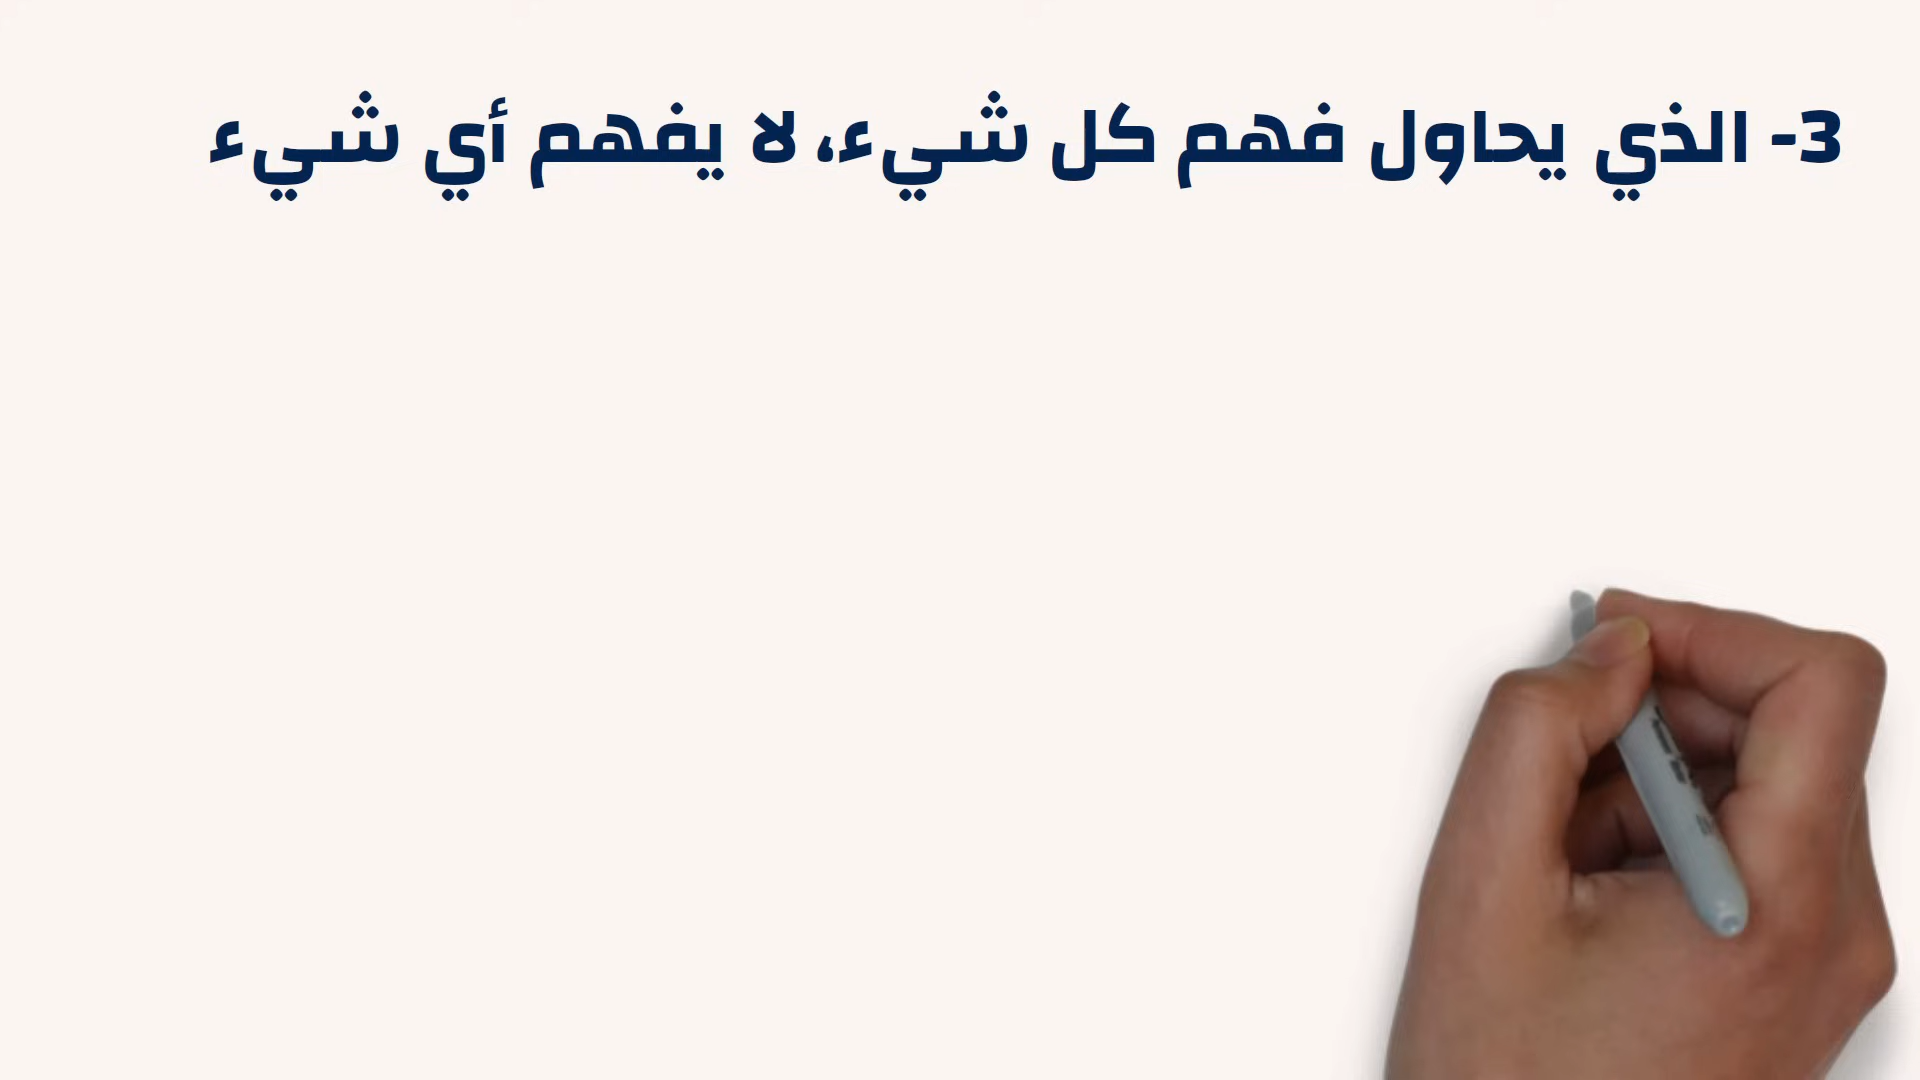 3- الذي يحاول فهم كل شيء، لا يفهم أي شيء